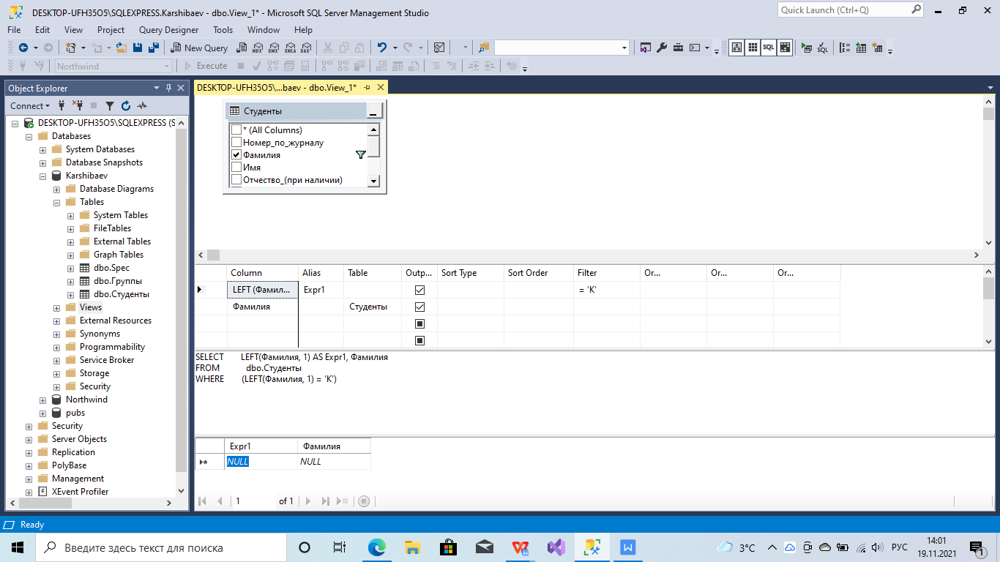 DESKTOP-UFH35O5\SQLEXPRESS.Karshibaev - dbo.View_1* - Microsoft SQL Server Management Studio
Quick Launch (Ctrl+Q)
File Edit View Project Query Designer Tools Window Help
New Query MDX DMX XMLA DAX SQL
Northwind Execute
Object Explorer
Connect
DESKTOP-UFH35O5\SQLEXPRESS (S
Databases
System Databases
Database Snapshots
Karshibaev
Database Diagrams
Tables
System Tables
FileTables
External Tables
Graph Tables
dbo.Spec
dbo.Группы
dbo.Студенты
Views
External Resources
Synonyms
Programmability
Service Broker
Storage
Security
Northwind
pubs
Security
Server Objects
Replication
PolyBase
Management
XEvent Profiler
DESKTOP-UFH35O5\...baev - dbo.View_1*
Студенты
* (All Columns)
Номер_по_журналу
Фамилия
Имя
Отчество_(при наличии)
Column Alias Table Outp... Sort Type Sort Order Filter Or... Or... Or...
LEFT (Фамил... Expr1 = 'K'
Фамилия Студенты
SELECT LEFT(Фамилия, 1) AS Expr1, Фамилия
FROM dbo.Студенты
WHERE (LEFT(Фамилия, 1) = 'K')
Expr1 Фамилия
NULL NULL
1 of 1
Ready
Введите здесь текст для поиска
3°C
РУС
14:01
19.11.2021
1